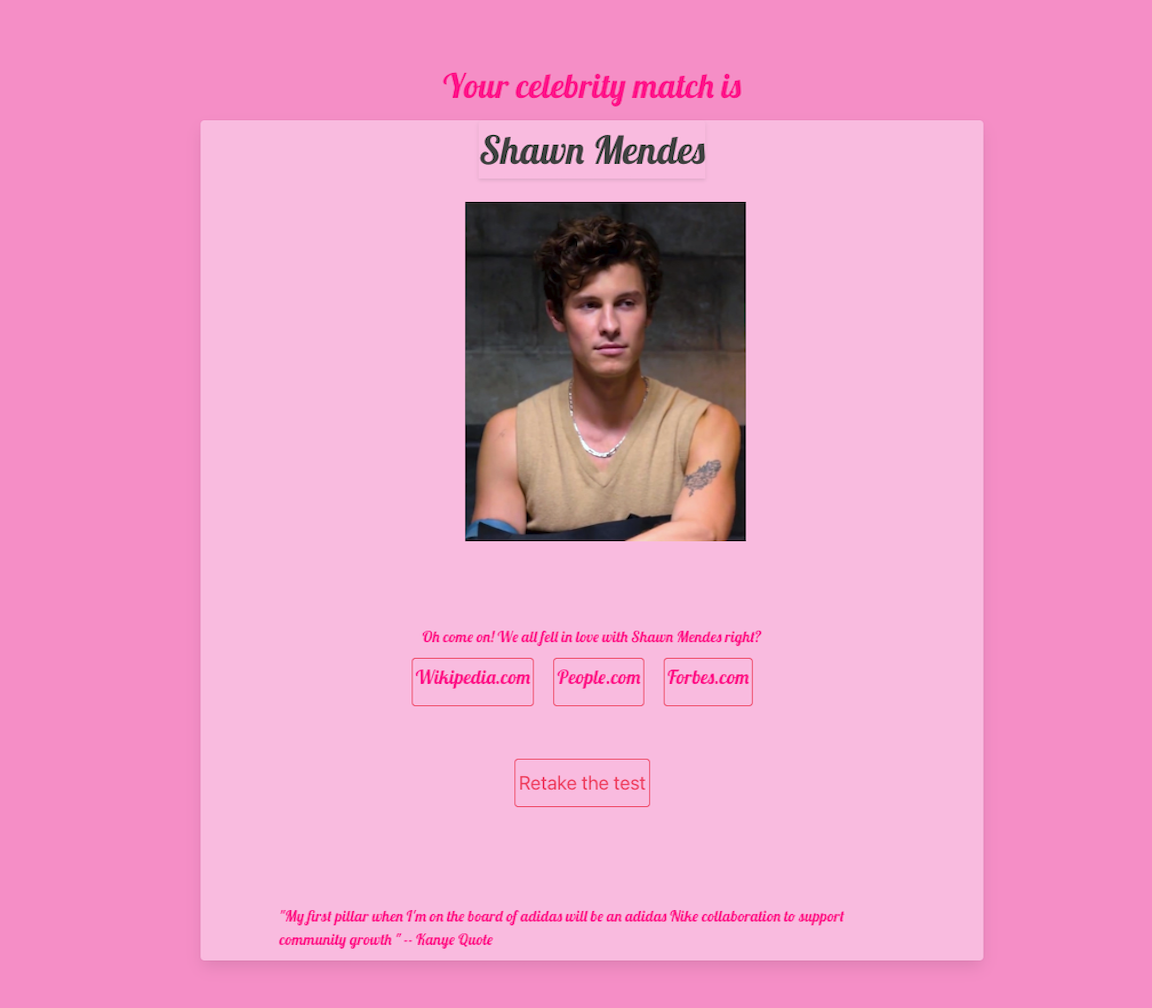 Your celebrity match is
Shawn Mendes
Oh come on! We all fell in love with Shawn Mendes right?
Wikipedia.com People.com Forbes.com
Retake the test
"My first pillar when I'm on the board of adidas will be an adidas Nike collaboration to support
community growth " -- Kanye Quote